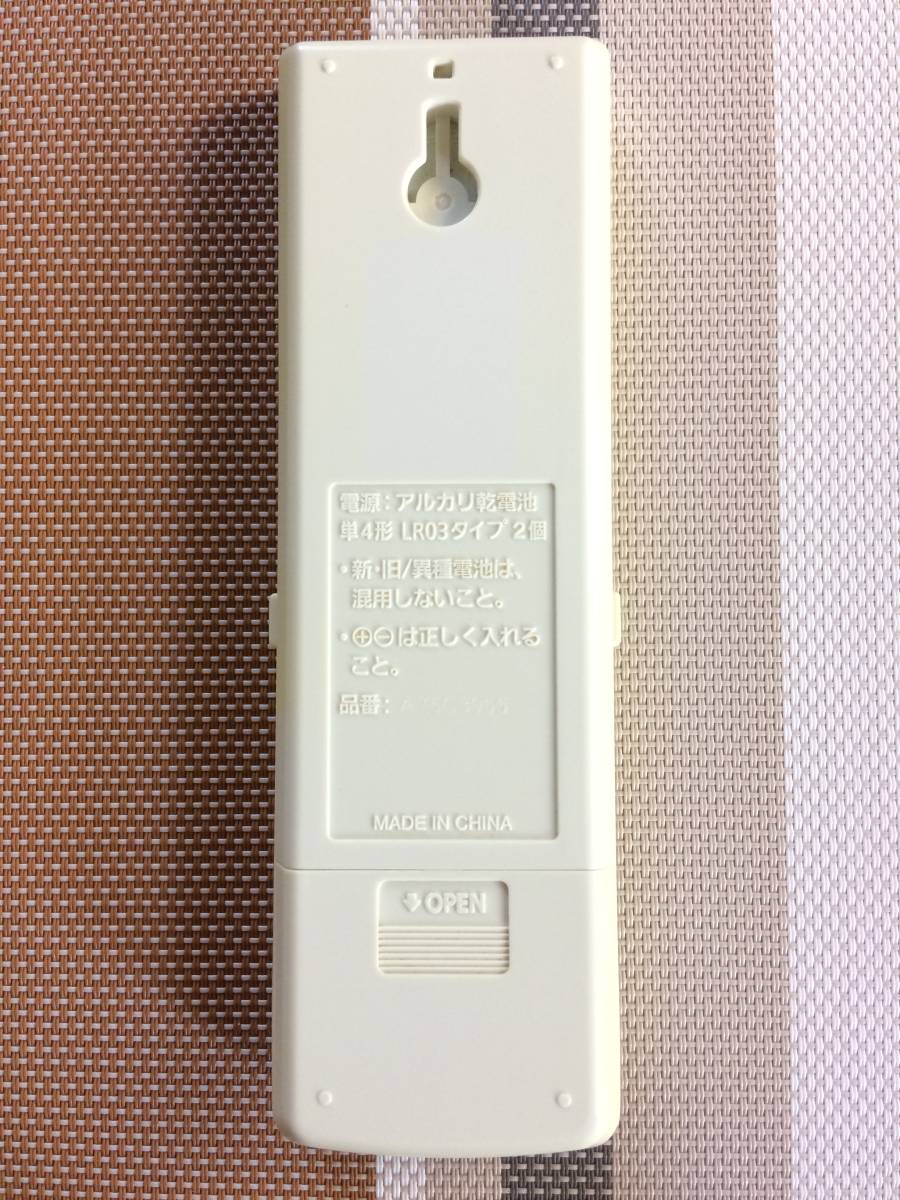 電源：アルカリ乾電池
単4形 LR03タイプ 2個
・新・旧/異種電池は、
混用しないこと。
・⊕⊖は正しく入れる
こと。
品番：
MADE IN CHINA
OPEN